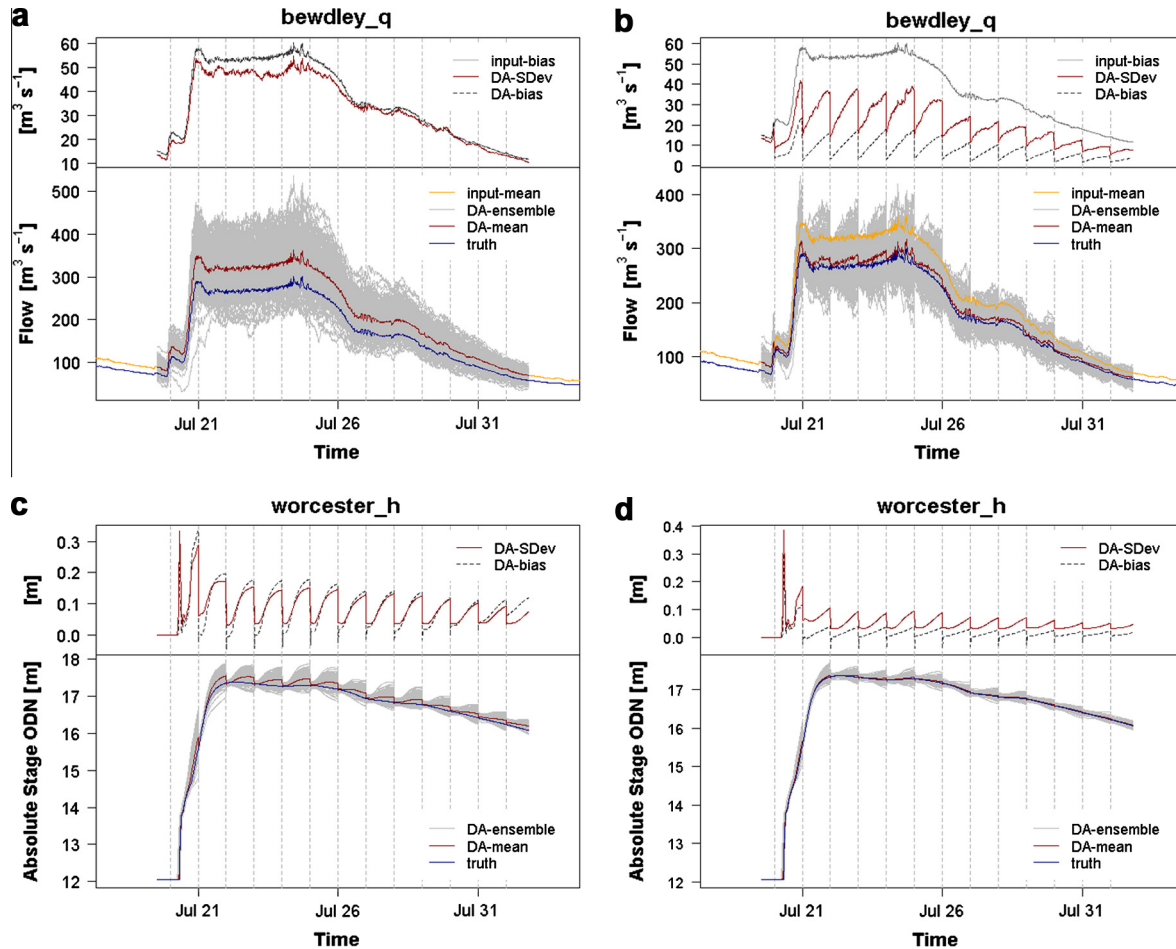 a
bewdley_q
60
50
40
30
20
10
[m³ s⁻¹]
input-bias
DA-SDev
DA-bias
500
400
300
200
100
Flow [m³ s⁻¹]
input-mean
DA-ensemble
DA-mean
truth
Jul 21 Jul 26 Jul 31
Time
b
bewdley_q
60
50
40
30
20
10
0
[m³ s⁻¹]
input-bias
DA-SDev
DA-bias
400
300
200
100
Flow [m³ s⁻¹]
input-mean
DA-ensemble
DA-mean
truth
Jul 21 Jul 26 Jul 31
Time
c
worcester_h
0.3
0.2
0.1
0.0
[m]
DA-SDev
DA-bias
18
17
16
15
14
13
12
Absolute Stage ODN [m]
DA-ensemble
DA-mean
truth
Jul 21 Jul 26 Jul 31
Time
d
worcester_h
0.4
0.3
0.2
0.1
0.0
[m]
DA-SDev
DA-bias
17
16
15
14
13
12
Absolute Stage ODN [m]
DA-ensemble
DA-mean
truth
Jul 21 Jul 26 Jul 31
Time